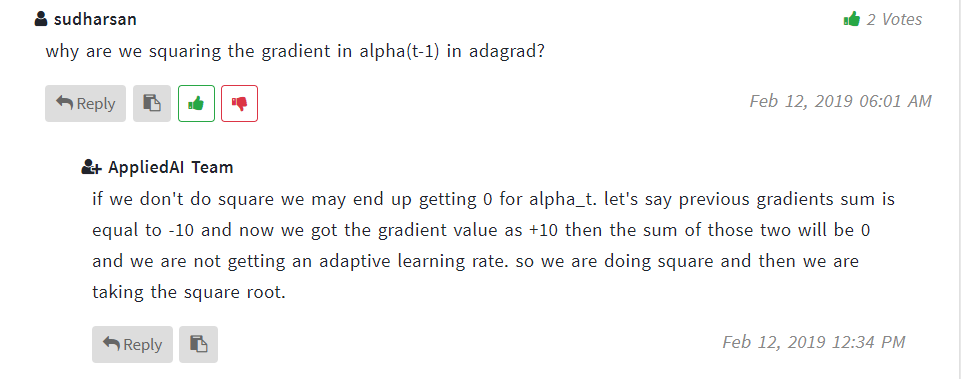 sudharsan
2 Votes
why are we squaring the gradient in alpha(t-1) in adagrad?
Reply
Feb 12, 2019 06:01 AM
AppliedAI Team
if we don't do square we may end up getting 0 for alpha_t. let's say previous gradients sum is
equal to -10 and now we got the gradient value as +10 then the sum of those two will be 0
and we are not getting an adaptive learning rate. so we are doing square and then we are
taking the square root.
Reply
Feb 12, 2019 12:34 PM